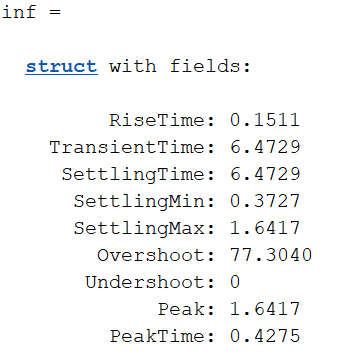 inf =
struct with fields:
RiseTime: 0.1511
TransientTime: 6.4729
SettlingTime: 6.4729
SettlingMin: 0.3727
SettlingMax: 1.6417
Overshoot: 77.3040
Undershoot: 0
Peak: 1.6417
PeakTime: 0.4275